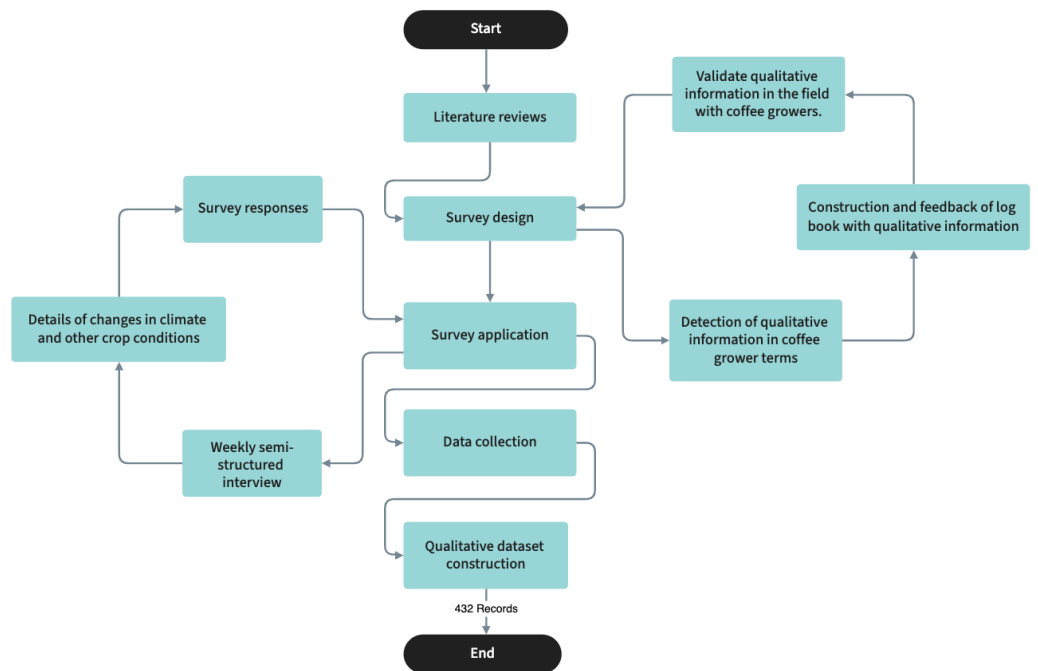 Start
Literature reviews
Validate qualitative
information in the field
with coffee growers.
Survey responses
Survey design
Construction and feedback of log
book with qualitative information
Details of changes in climate
and other crop conditions
Survey application
Detection of qualitative
information in coffee
grower terms
Weekly semi-
structured
interview
Data collection
Qualitative dataset
construction
432 Records
End